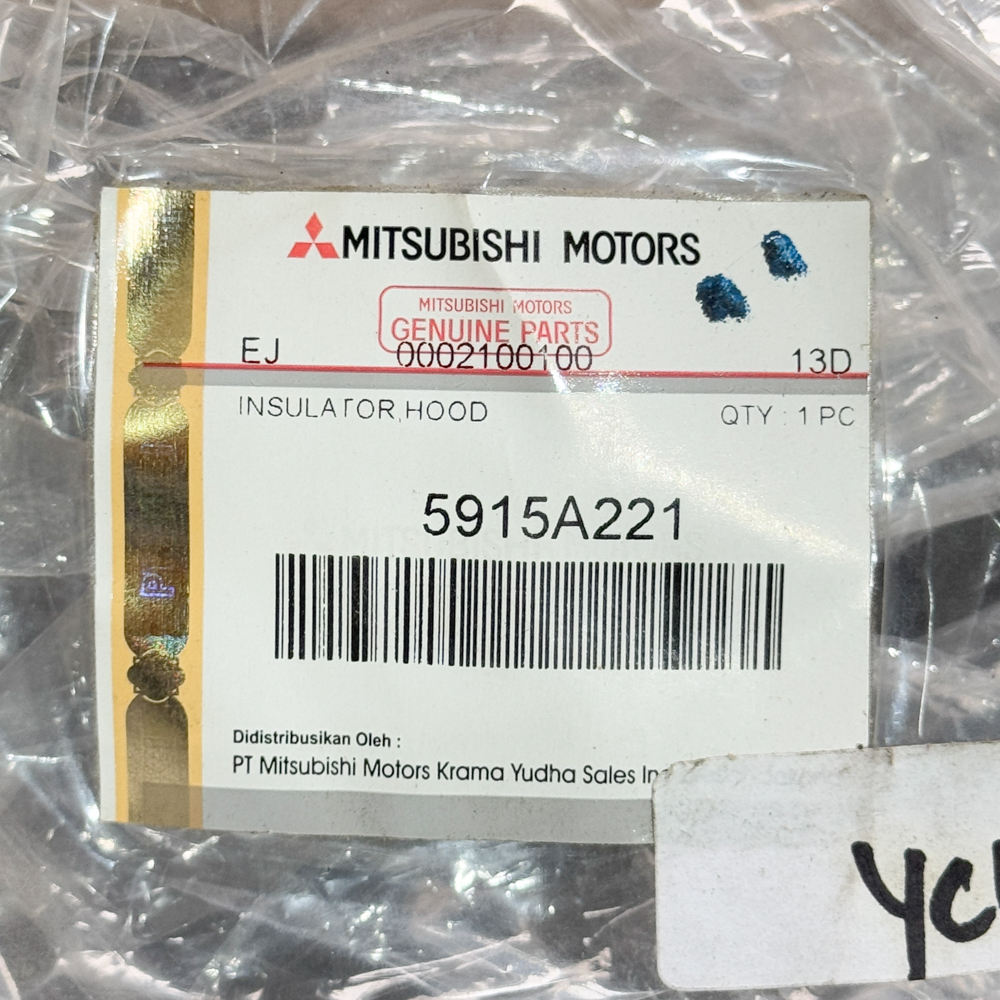 MITSUBISHI MOTORS
MITSUBISHI MOTORS
GENUINE PARTS
EJ 0002100100 13D
INSULATOR,HOOD QTY : 1 PC
5915A221
Didistribusikan Oleh :
PT Mitsubishi Motors Krama Yudha Sales